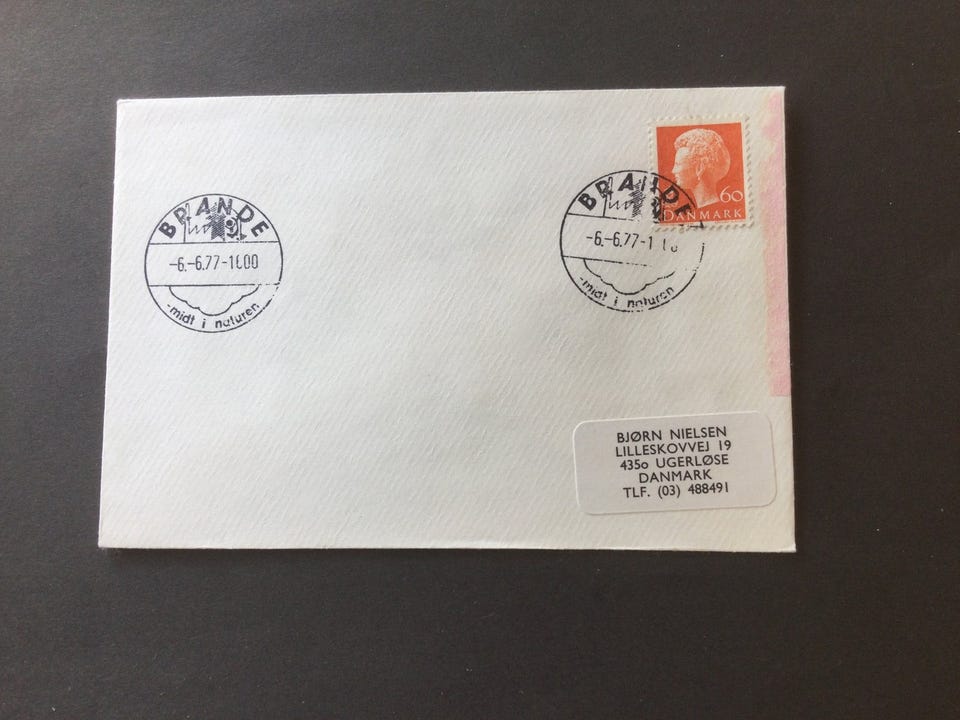 BRANDE
-6.-6.77-1600
-midt i naturen
BRANDE
-6.-6.77-1
-midt i naturen
60
DANMARK
BJØRN NIELSEN
LILLESKOVVEJ 19
4350 UGERLØSE
DANMARK
TLF. (03) 488491